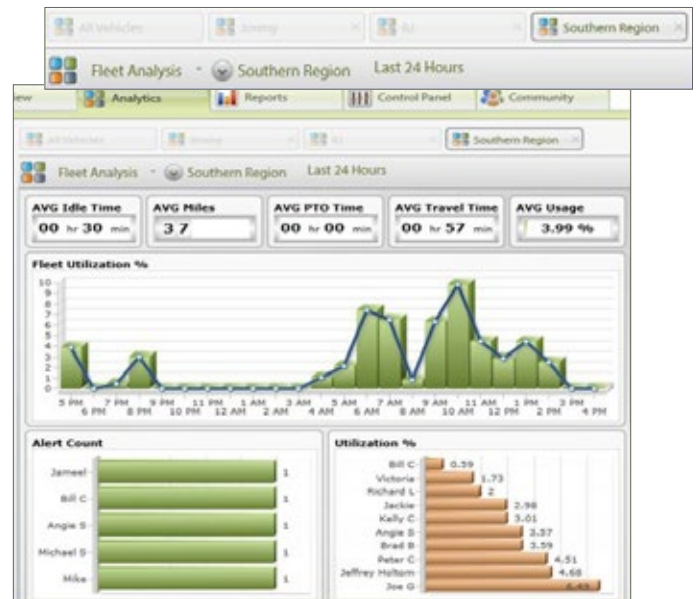 All Vehicles Jimmy RJ Southern Region
Fleet Analysis Southern Region Last 24 Hours
ew Analytics Reports Control Panel Community
All Vehicles Jimmy RJ Southern Region
Fleet Analysis Southern Region Last 24 Hours
AVG Idle Time AVG Miles AVG PTO Time AVG Travel Time AVG Usage
00 hr 30 min 37 00 hr 00 min 00 hr 57 min 3.99 %
Fleet Utilization %
10
9
8
7
6
5
4
3
2
1
0
5 PM 7 PM 9 PM 11 PM 1 AM 3 AM 5 AM 7 AM 9 AM 11 AM 1 PM 3 PM
6 PM 8 PM 10 PM 12 AM 2 AM 4 AM 6 AM 8 AM 10 AM 12 PM 2 PM 4 PM
Alert Count
Jameel 1
Bill C 1
Angie S 1
Michael S 1
Mike 1
Utilization %
Bill C 0.59
Victoria 1.73
Richard L 2
Jackie 2.98
Kelly C 3.01
Angie S 3.57
Brad B 3.59
Peter C 4.51
Jeffrey Holtom 4.68
Joe G 6.49